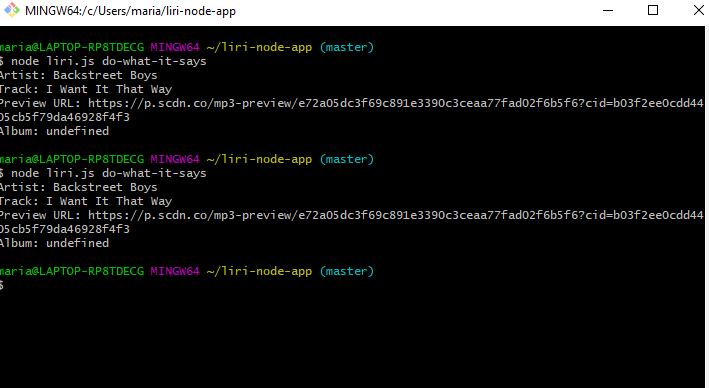 MINGW64:/c/Users/maria/liri-node-app
maria@LAPTOP-RP8TDECG MINGW64 ~/liri-node-app (master)
$ node liri.js do-what-it-says
Artist: Backstreet Boys
Track: I Want It That Way
Preview URL: https://p.scdn.co/mp3-preview/e72a05dc3f69c891e3390c3ceaa77fad02f6b5f6?cid=b03f2ee0cdd44
05cb5f79da46928f4f3
Album: undefined
maria@LAPTOP-RP8TDECG MINGW64 ~/liri-node-app (master)
$ node liri.js do-what-it-says
Artist: Backstreet Boys
Track: I Want It That Way
Preview URL: https://p.scdn.co/mp3-preview/e72a05dc3f69c891e3390c3ceaa77fad02f6b5f6?cid=b03f2ee0cdd44
05cb5f79da46928f4f3
Album: undefined
maria@LAPTOP-RP8TDECG MINGW64 ~/liri-node-app (master)
$